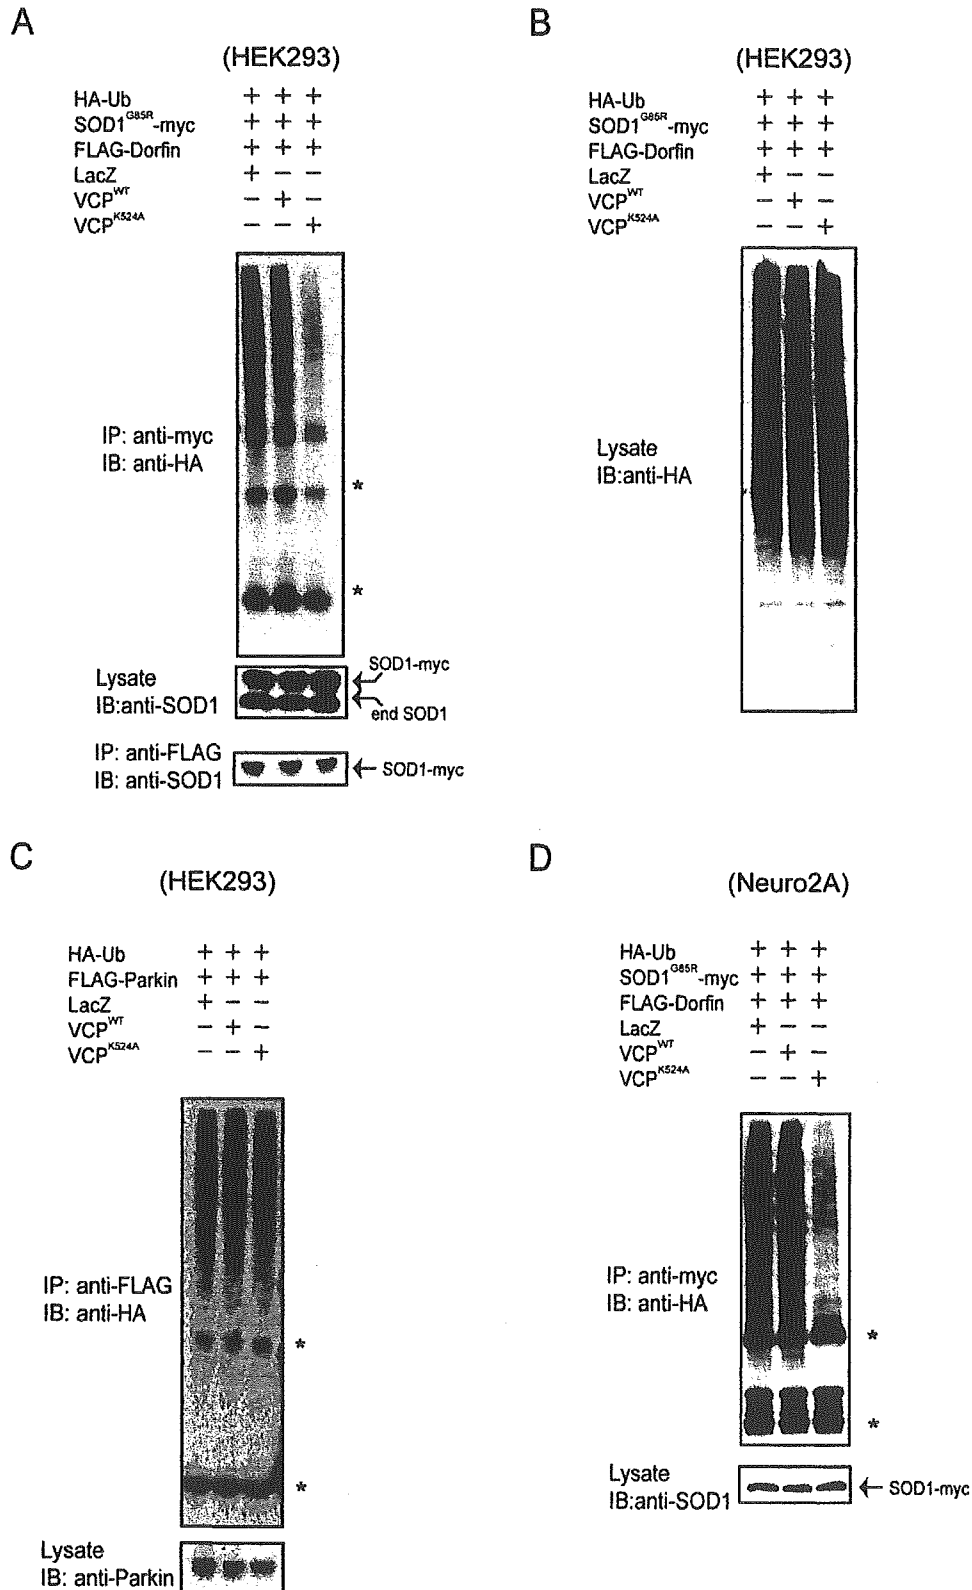 A
(HEK293)
HA-Ub + + +
SOD1G85R-myc + + +
FLAG-Dorfin + + +
LacZ + − −
VCPWT − + −
VCPK524A − − +
IP: anti-myc
IB: anti-HA
*
*
Lysate
IB:anti-SOD1
SOD1-myc
end SOD1
IP: anti-FLAG
IB: anti-SOD1
SOD1-myc
B
(HEK293)
HA-Ub + + +
SOD1G85R-myc + + +
FLAG-Dorfin + + +
LacZ + − −
VCPWT − + −
VCPK524A − − +
Lysate
IB:anti-HA
C
(HEK293)
HA-Ub + + +
FLAG-Parkin + + +
LacZ + − −
VCPWT − + −
VCPK524A − − +
IP: anti-FLAG
IB: anti-HA
*
*
Lysate
IB: anti-Parkin
D
(Neuro2A)
HA-Ub + + +
SOD1G85R-myc + + +
FLAG-Dorfin + + +
LacZ + − −
VCPWT − + −
VCPK524A − − +
IP: anti-myc
IB: anti-HA
*
*
Lysate
IB:anti-SOD1
SOD1-myc